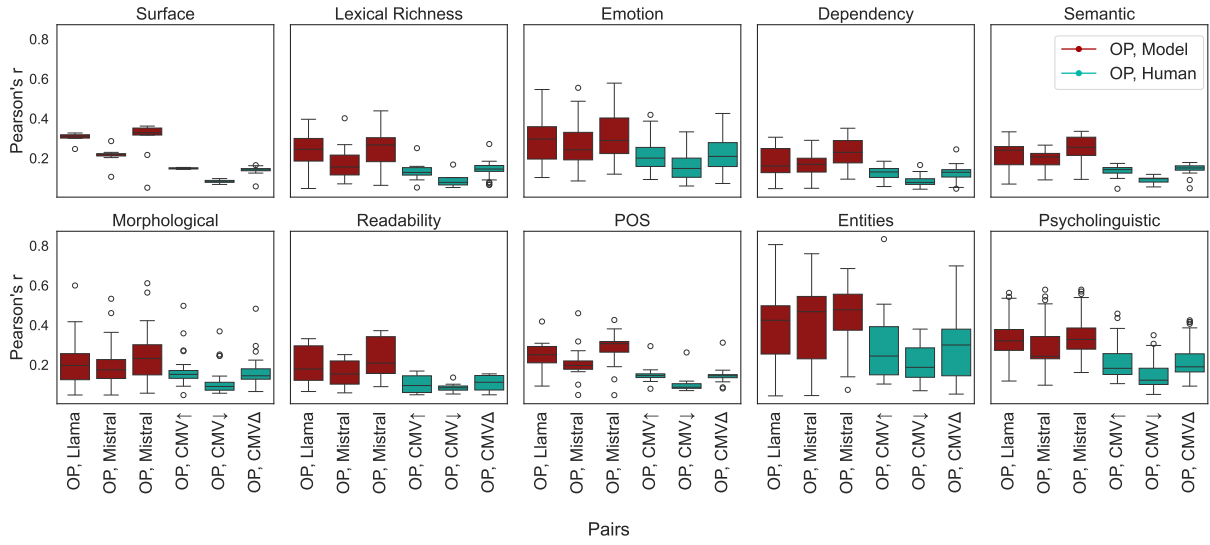 Surface
Lexical Richness
Emotion
Dependency
Semantic
Pearson's r
0.8
0.6
0.4
0.2
OP, Model
OP, Human
Morphological
Readability
POS
Entities
Psycholinguistic
Pearson's r
0.8
0.6
0.4
0.2
OP, Llama
OP, Mistral
OP, Mistral
OP, CMV↑
OP, CMV↓
OP, CMVΔ
OP, Llama
OP, Mistral
OP, Mistral
OP, CMV↑
OP, CMV↓
OP, CMVΔ
OP, Llama
OP, Mistral
OP, Mistral
OP, CMV↑
OP, CMV↓
OP, CMVΔ
OP, Llama
OP, Mistral
OP, Mistral
OP, CMV↑
OP, CMV↓
OP, CMVΔ
OP, Llama
OP, Mistral
OP, Mistral
OP, CMV↑
OP, CMV↓
OP, CMVΔ
Pairs